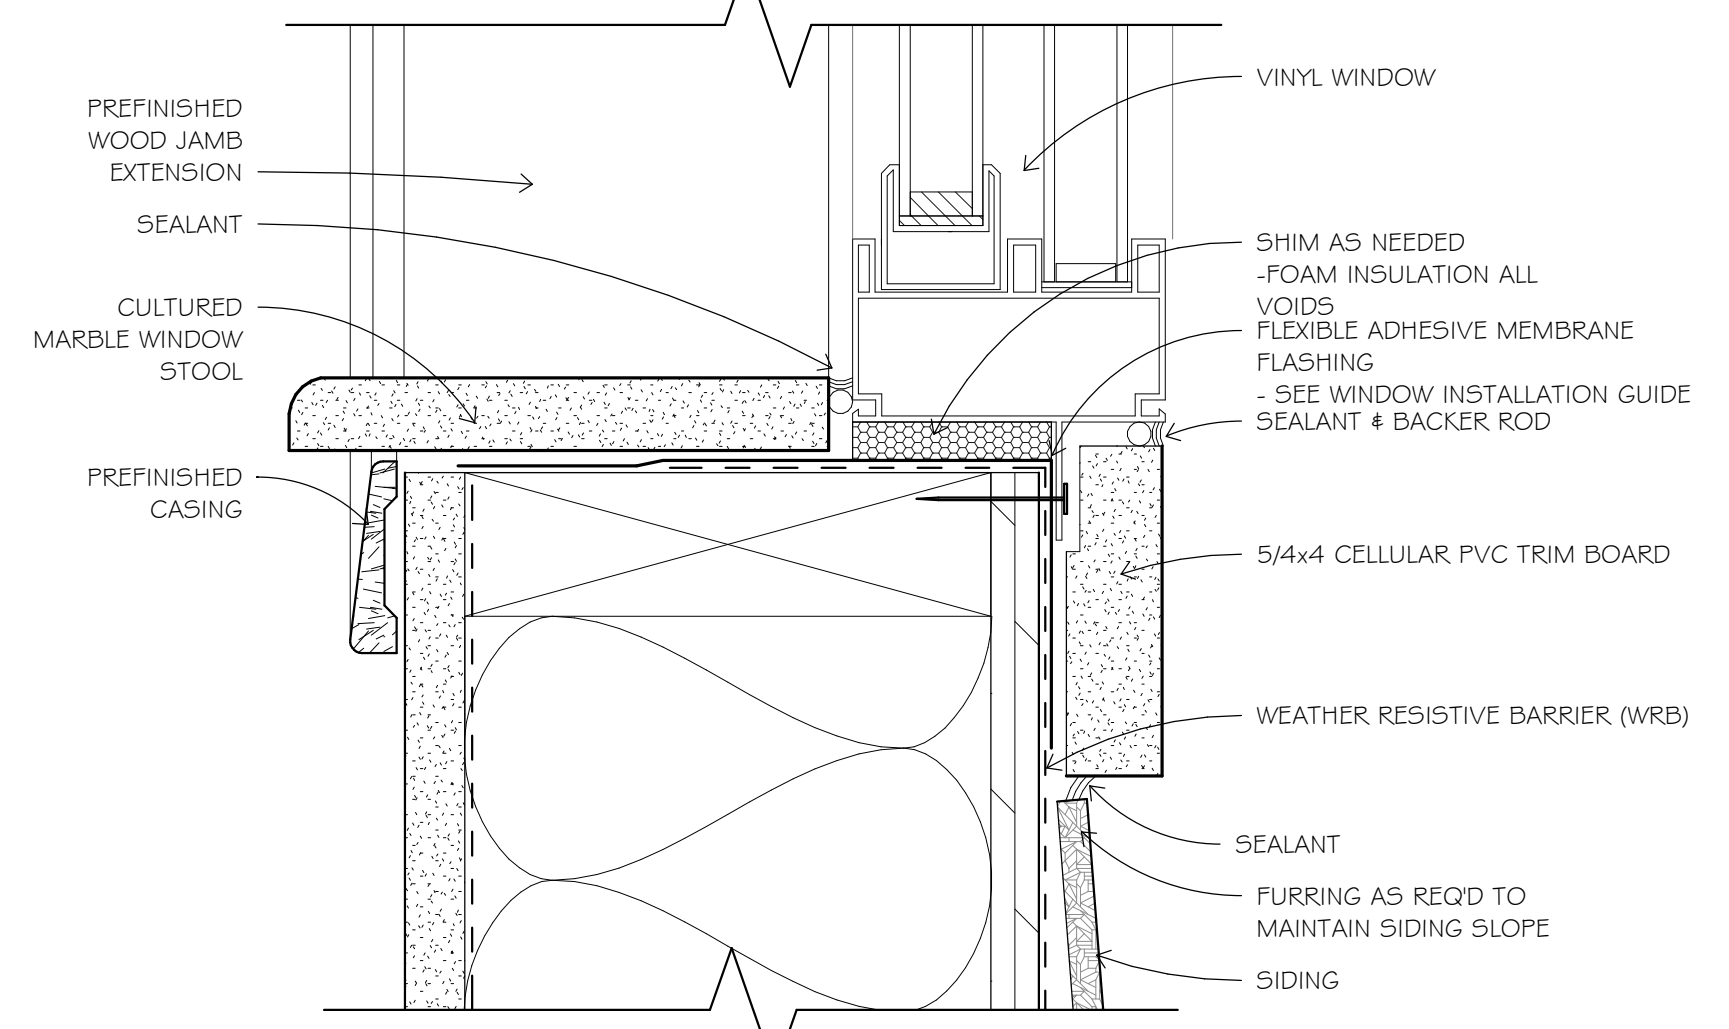 PREFINISHED
WOOD JAMB
EXTENSION
SEALANT
CULTURED
MARBLE WINDOW
STOOL
PREFINISHED
CASING
VINYL WINDOW
SHIM AS NEEDED
-FOAM INSULATION ALL
VOIDS
FLEXIBLE ADHESIVE MEMBRANE
FLASHING
- SEE WINDOW INSTALLATION GUIDE
SEALANT & BACKER ROD
5/4x4 CELLULAR PVC TRIM BOARD
WEATHER RESISTIVE BARRIER (WRB)
SEALANT
FURRING AS REQ'D TO
MAINTAIN SIDING SLOPE
SIDING